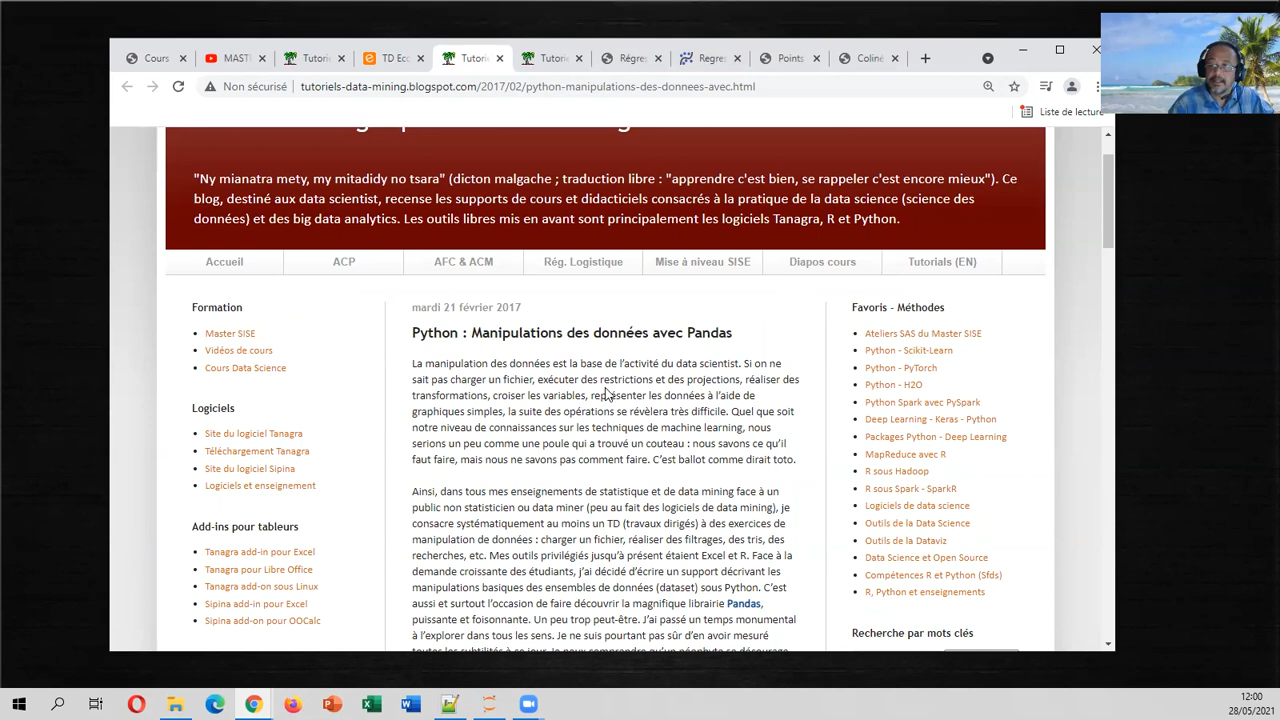 Cours
MAST
Tutori
TD Ecc
Tutori
Tutori
Régre
Regre
Points
Coliné
Non sécurisé
tutoriels-data-mining.blogspot.com/2017/02/python-manipulations-des-donnees-avec.html
Liste de lecture
"Ny mianatra mety, my mitadidy no tsara" (dicton malgache ; traduction libre : "apprendre c'est bien, se rappeler c'est encore mieux"). Ce
blog, destiné aux data scientist, recense les supports de cours et didacticiels consacrés à la pratique de la data science (science des
données) et des big data analytics. Les outils libres mis en avant sont principalement les logiciels Tanagra, R et Python.
Accueil
ACP
AFC & ACM
Rég. Logistique
Mise à niveau SISE
Diapos cours
Tutorials (EN)
Formation
Master SISE
Vidéos de cours
Cours Data Science
Logiciels
Site du logiciel Tanagra
Téléchargement Tanagra
Site du logiciel Sipina
Logiciels et enseignement
Add-ins pour tableurs
Tanagra add-in pour Excel
Tanagra pour Libre Office
Tanagra add-on sous Linux
Sipina add-in pour Excel
Sipina add-on pour OOCalc
mardi 21 février 2017
Python : Manipulations des données avec Pandas
La manipulation des données est la base de l'activité du data scientist. Si on ne
sait pas charger un fichier, exécuter des restrictions et des projections, réaliser des
transformations, croiser les variables, représenter les données à l'aide de
graphiques simples, la suite des opérations se révèlera très difficile. Quel que soit
notre niveau de connaissances sur les techniques de machine learning, nous
serions un peu comme une poule qui a trouvé un couteau : nous savons ce qu'il
faut faire, mais nous ne savons pas comment faire. C'est ballot comme dirait toto.
Ainsi, dans tous mes enseignements de statistique et de data mining face à un
public non statisticien ou data miner (peu au fait des logiciels de data mining), je
consacre systématiquement au moins un TD (travaux dirigés) à des exercices de
manipulation de données : charger un fichier, réaliser des filtrages, des tris, des
recherches, etc. Mes outils privilégiés jusqu'à présent étaient Excel et R. Face à la
demande croissante des étudiants, j'ai décidé d'écrire un support décrivant les
manipulations basiques des ensembles de données (dataset) sous Python. C'est
aussi et surtout l'occasion de faire découvrir la magnifique librairie Pandas,
puissante et foisonnante. Un peu trop peut-être. J'ai passé un temps monumental
à l'explorer dans tous les sens. Je ne suis pourtant pas sûr d'en avoir mesuré
toutes les subtilités à ce jour. Je peux comprendre qu'un néophyte se décourage
Favoris - Méthodes
Ateliers SAS du Master SISE
Python - Scikit-Learn
Python - PyTorch
Python - H2O
Python Spark avec PySpark
Deep Learning - Keras - Python
Packages Python - Deep Learning
MapReduce avec R
R sous Hadoop
R sous Spark - SparkR
Logiciels de data science
Outils de la Data Science
Outils de la Dataviz
Data Science et Open Source
Compétences R et Python (Sfds)
R, Python et enseignements
Recherche par mots clés
12:00
28/05/2021